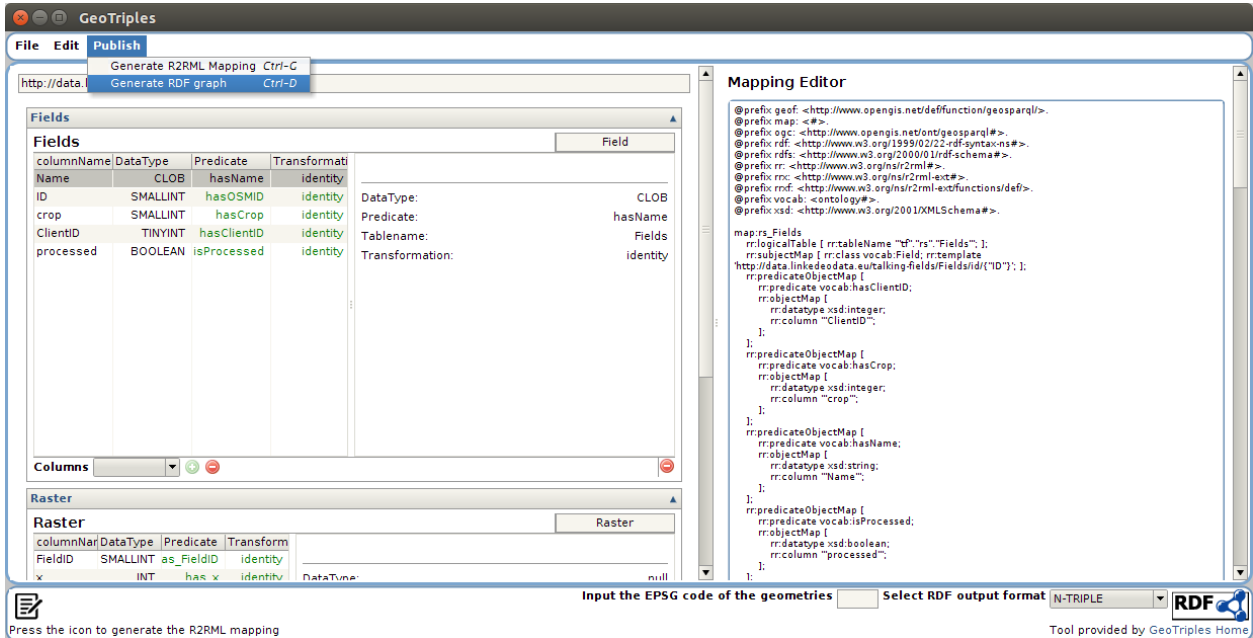 GeoTriples
File Edit Publish
Generate R2RML Mapping Ctrl-C
http://data.
Generate RDF graph Ctrl-D
Fields
Fields
Field
columnName DataType Predicate Transformati
Name CLOB hasName identity
ID SMALLINT hasOSMID identity
crop SMALLINT hasCrop identity
ClientID TINYINT hasClientID identity
processed BOOLEAN isProcessed identity
DataType: CLOB
Predicate: hasName
Tablename: Fields
Transformation: identity
Columns
Raster
Raster
Raster
columnNar DataType Predicate Transform
FieldID SMALLINT as_FieldID identity
x INT has_x identity
DataType: null
Mapping Editor
@prefix geof: <http://www.opengis.net/def/function/geosparql/>.
@prefix map: <#>.
@prefix ogc: <http://www.opengis.net/ont/geosparql#>.
@prefix rdf: <http://www.w3.org/1999/02/22-rdf-syntax-ns#>.
@prefix rdfs: <http://www.w3.org/2000/01/rdf-schema#>.
@prefix rr: <http://www.w3.org/ns/r2rml#>.
@prefix rrx: <http://www.w3.org/ns/r2rml-ext#>.
@prefix rrxf: <http://www.w3.org/ns/r2rml-ext/functions/def/>.
@prefix vocab: <ontology#>.
@prefix xsd: <http://www.w3.org/2001/XMLSchema#>.
map:rs_Fields
rr:logicalTable [ rr:tableName '"tf"."rs"."Fields"'; ];
rr:subjectMap [ rr:class vocab:Field; rr:template
'http://data.linkedeodata.eu/talking-fields/Fields/id/{"ID"}'; ];
rr:predicateObjectMap [
rr:predicate vocab:hasClientID;
rr:objectMap [
rr:datatype xsd:integer;
rr:column '"ClientID"';
];
];
rr:predicateObjectMap [
rr:predicate vocab:hasCrop;
rr:objectMap [
rr:datatype xsd:integer;
rr:column '"crop"';
];
];
rr:predicateObjectMap [
rr:predicate vocab:hasName;
rr:objectMap [
rr:datatype xsd:string;
rr:column '"Name"';
];
];
rr:predicateObjectMap [
rr:predicate vocab:isProcessed;
rr:objectMap [
rr:datatype xsd:boolean;
rr:column '"processed"';
];
];
Input the EPSG code of the geometries
Select RDF output format N-TRIPLE
RDF
Press the icon to generate the R2RML mapping
Tool provided by GeoTriples Home